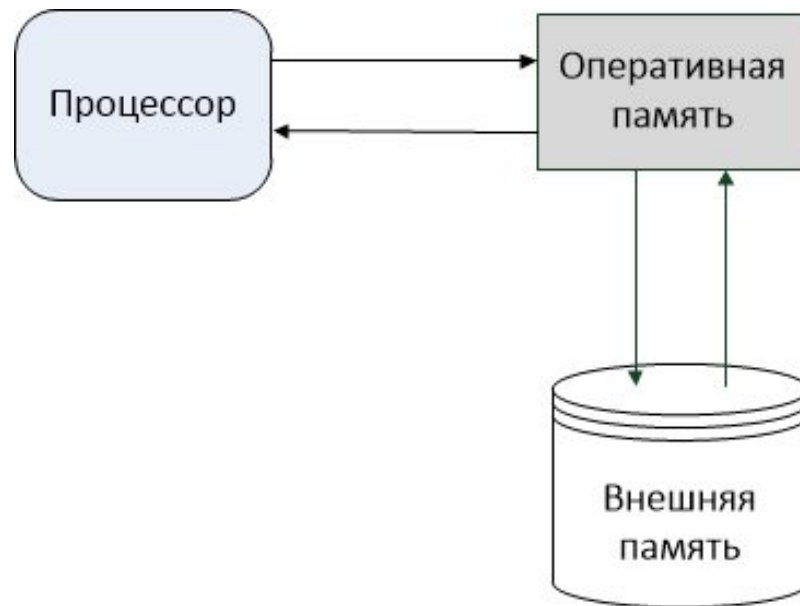 Процессор
Оперативная
память
Внешняя
память